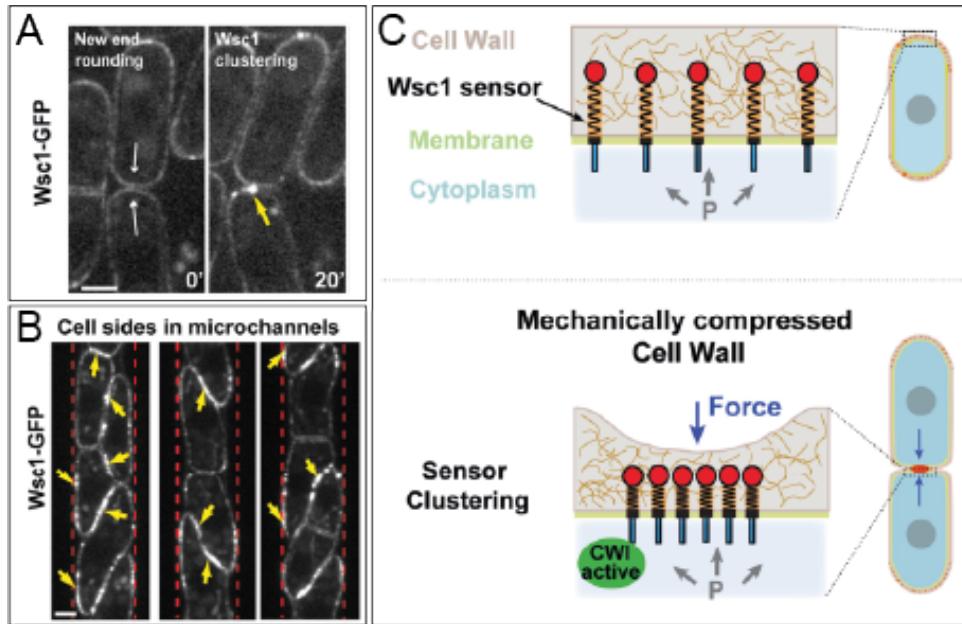 A
New end
rounding
Wsc1
clustering
Wsc1-GFP
0’
20’
B
Cell sides in microchannels
Wsc1-GFP
C
Cell Wall
Wsc1 sensor
Membrane
Cytoplasm
P
Mechanically compressed
Cell Wall
Force
Sensor
Clustering
CWI
active
P